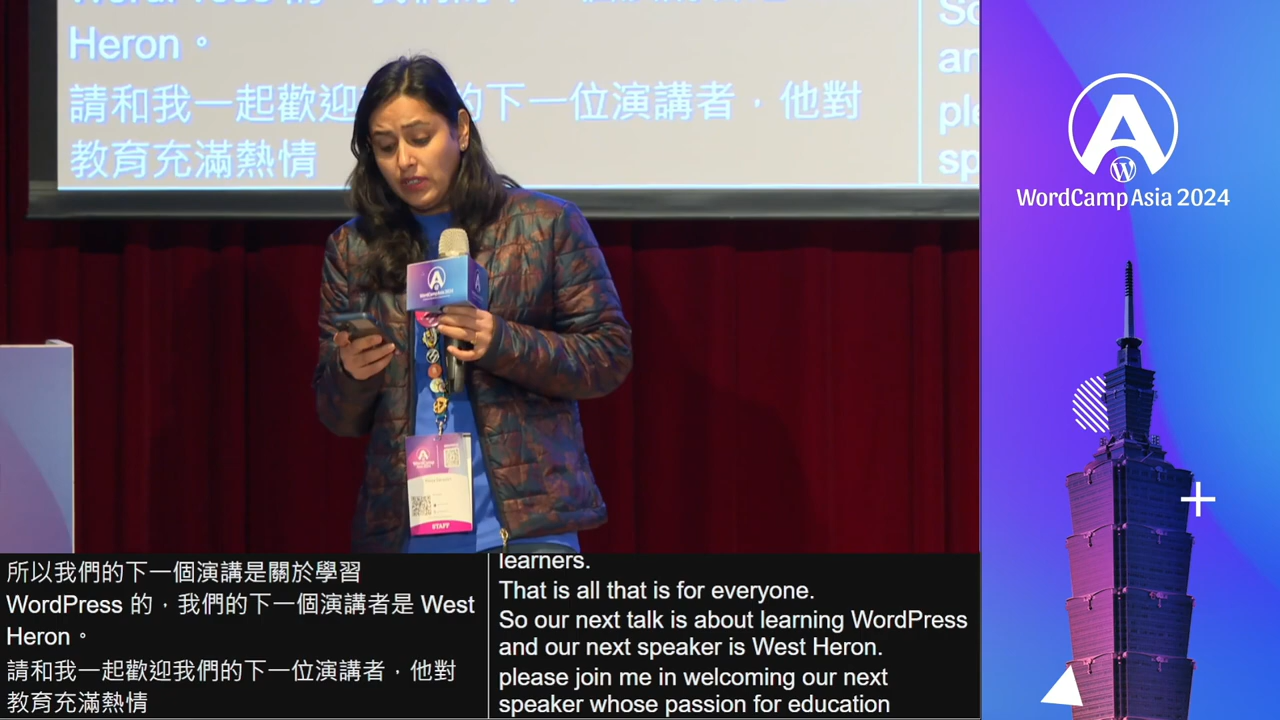 Heron。
請和我一起歡迎
的下一位演講者，他對
教育充滿熱情
So
an
ple
sp
WordCamp Asia 2024
STAFF
所以我們的下一個演講是關於學習
WordPress 的，我們的下一個演講者是 West
Heron。
請和我一起歡迎我們的下一位演講者，他對
教育充滿熱情
learners.
That is all that is for everyone.
So our next talk is about learning WordPress
and our next speaker is West Heron.
please join me in welcoming our next
speaker whose passion for education